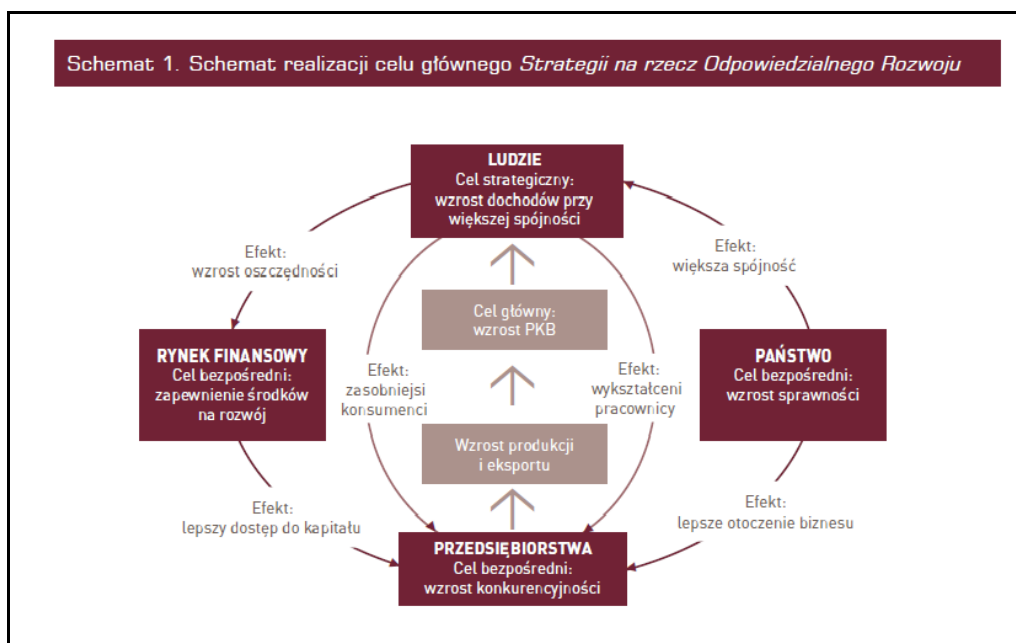 Schemat 1. Schemat realizacji celu głównego Strategii na rzecz Odpowiedzialnego Rozwoju
LUDZIE
Cel strategiczny:
wzrost dochodów przy
większej spójności
Efekt:
wzrost oszczędności
Efekt:
większa spójność
Cel główny:
wzrost PKB
RYNEK FINANSOWY
Cel bezpośredni:
zapewnienie środków
na rozwój
Efekt:
zasobniejsi
konsumenci
Efekt:
wykształceni
pracownicy
PAŃSTWO
Cel bezpośredni:
wzrost sprawności
Wzrost produkcji
i eksportu
Efekt:
lepszy dostęp do kapitału
Efekt:
lepsze otoczenie biznesu
PRZEDSIĘBIORSTWA
Cel bezpośredni:
wzrost konkurencyjności